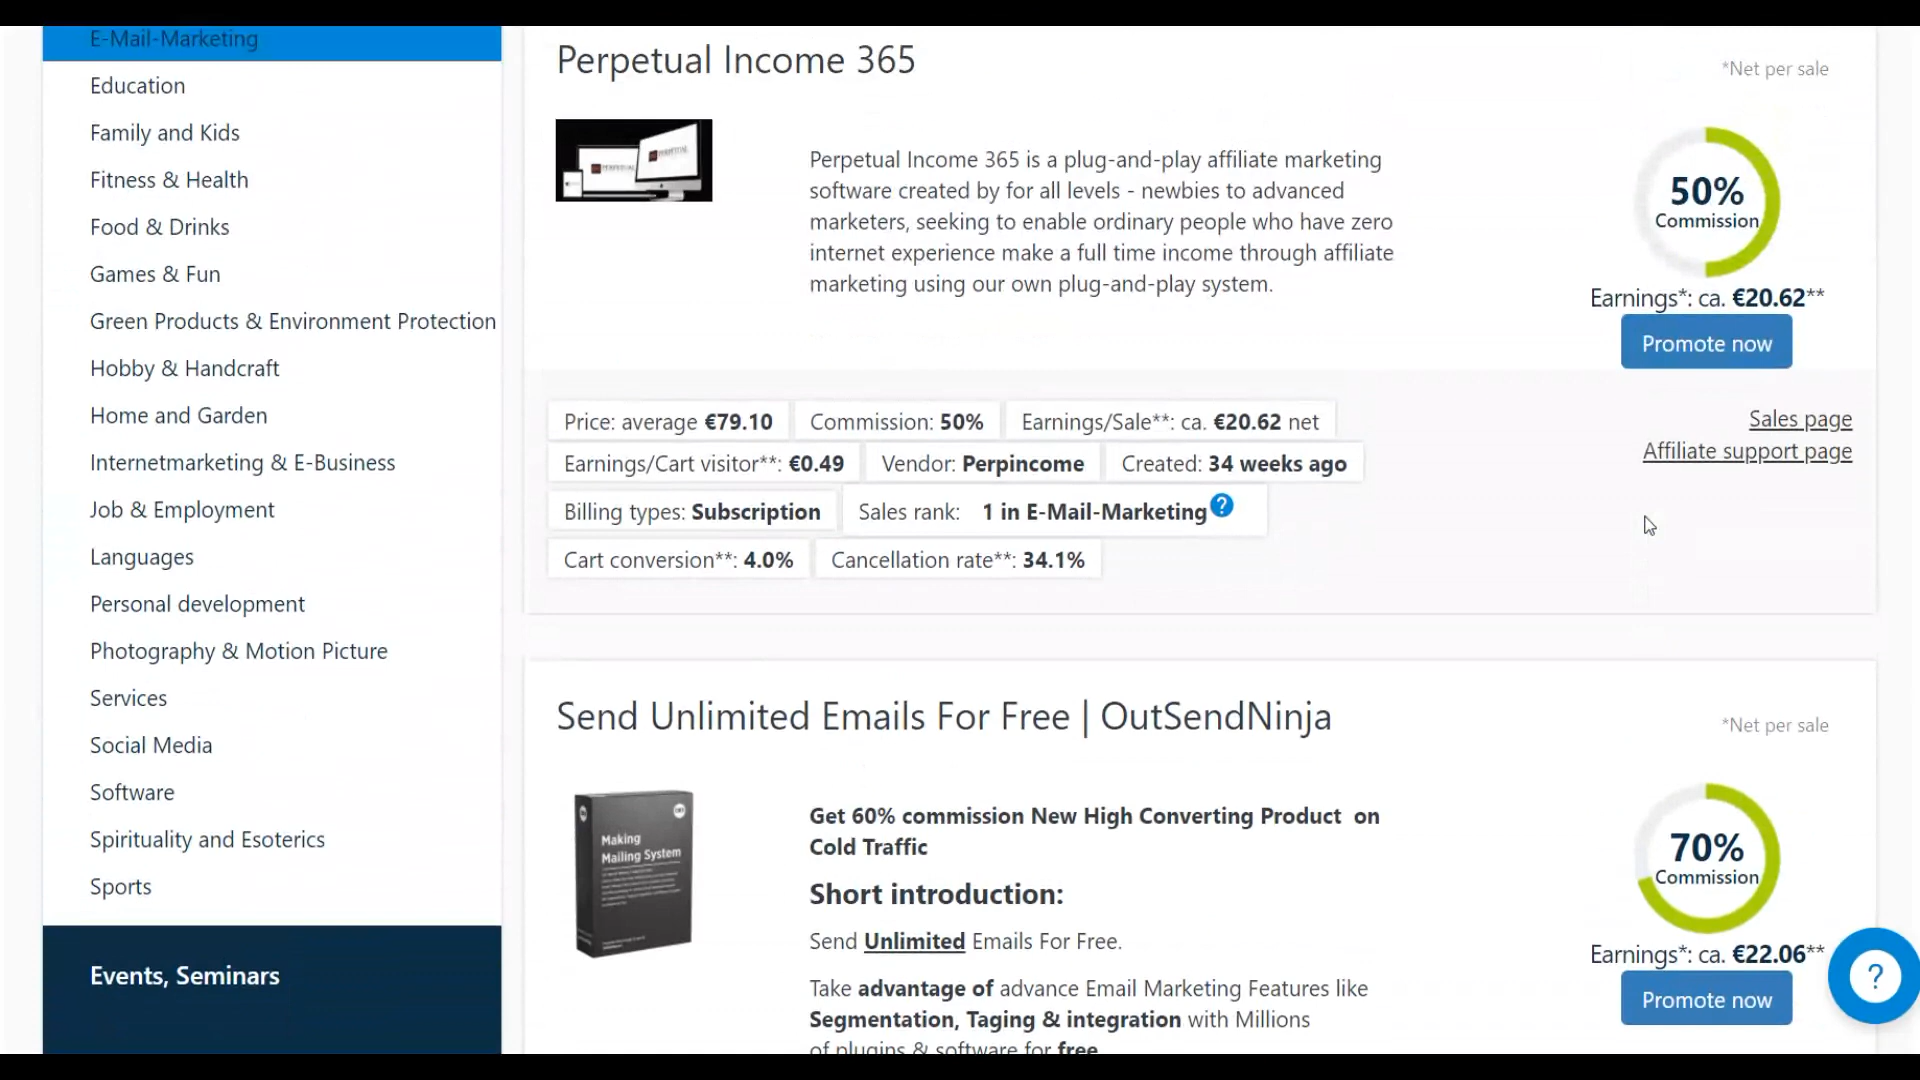 E-Mail-Marketing
Education
Family and Kids
Fitness & Health
Food & Drinks
Games & Fun
Green Products & Environment Protection
Hobby & Handcraft
Home and Garden
Internetmarketing & E-Business
Job & Employment
Languages
Personal development
Photography & Motion Picture
Services
Social Media
Software
Spirituality and Esoterics
Sports
Events, Seminars
Perpetual Income 365
*Net per sale
PERPETUAL
Perpetual Income 365 is a plug-and-play affiliate marketing
software created by for all levels - newbies to advanced
marketers, seeking to enable ordinary people who have zero
internet experience make a full time income through affiliate
marketing using our own plug-and-play system.
50%
Commission
Earnings*: ca. €20.62**
Promote now
Price: average €79.10 Commission: 50% Earnings/Sale**: ca. €20.62 net
Earnings/Cart visitor**: €0.49 Vendor: Perpincome Created: 34 weeks ago
Billing types: Subscription Sales rank: 1 in E-Mail-Marketing ?
Cart conversion**: 4.0% Cancellation rate**: 34.1%
Sales page
Affiliate support page
Send Unlimited Emails For Free | OutSendNinja
*Net per sale
Making
Mailing System
Get 60% commission New High Converting Product on
Cold Traffic
Short introduction:
Send Unlimited Emails For Free.
Take advantage of advance Email Marketing Features like
Segmentation, Taging & integration with Millions
of plugins & software for free
70%
Commission
Earnings*: ca. €22.06**
Promote now
?